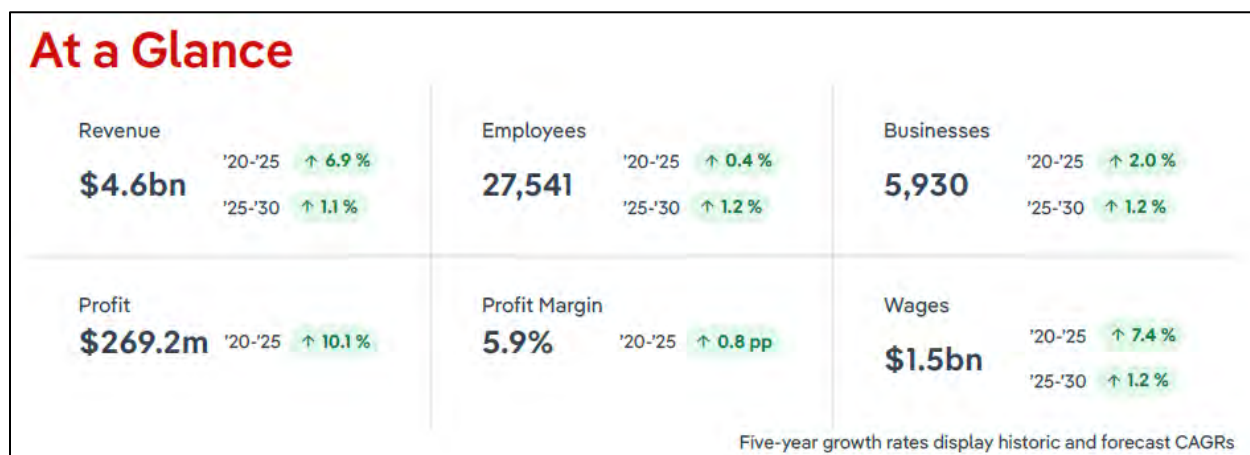 At a Glance
Revenue
$4.6bn
'20-'25 ↑ 6.9 %
'25-'30 ↑ 1.1 %
Employees
27,541
'20-'25 ↑ 0.4 %
'25-'30 ↑ 1.2 %
Businesses
5,930
'20-'25 ↑ 2.0 %
'25-'30 ↑ 1.2 %
Profit
$269.2m '20-'25 ↑ 10.1 %
Profit Margin
5.9% '20-'25 ↑ 0.8 pp
Wages
$1.5bn
'20-'25 ↑ 7.4 %
'25-'30 ↑ 1.2 %
Five-year growth rates display historic and forecast CAGRs